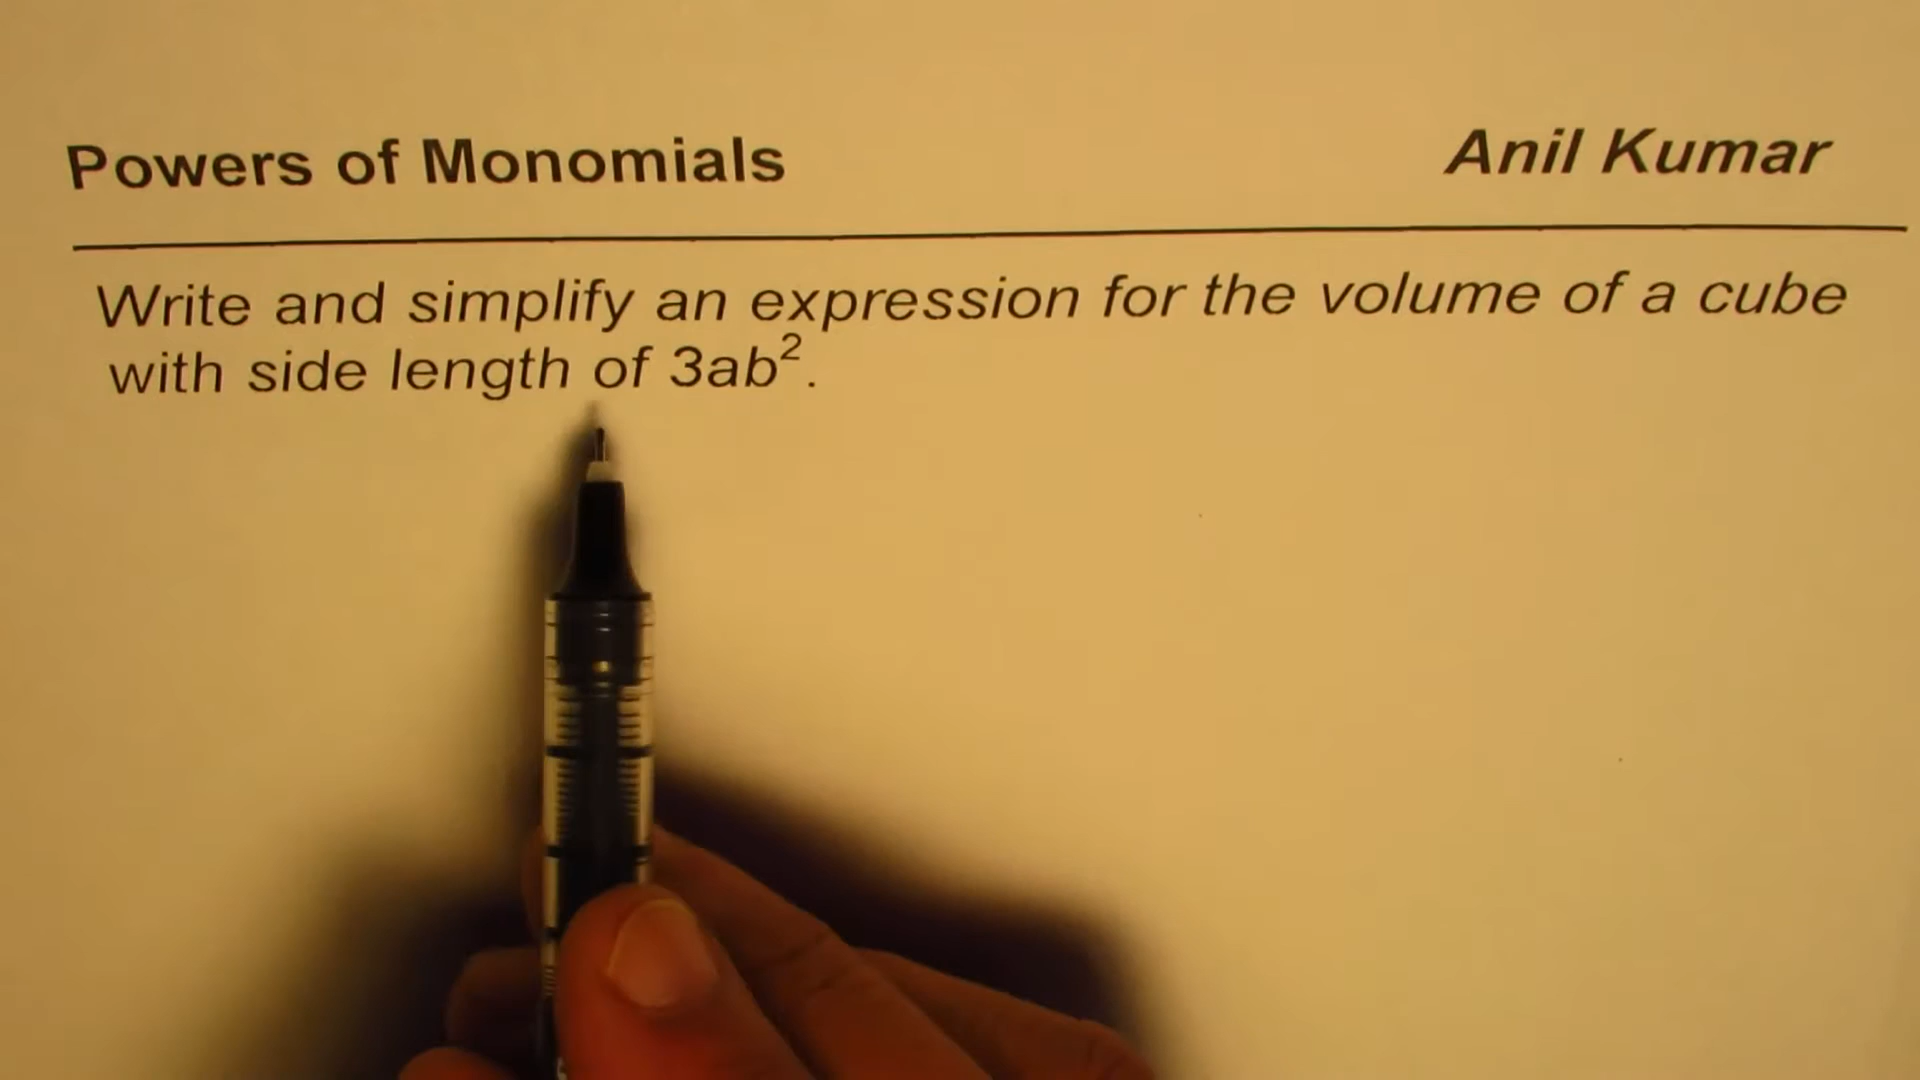 Powers of Monomials Anil Kumar
Write and simplify an expression for the volume of a cube
with side length of 3ab².